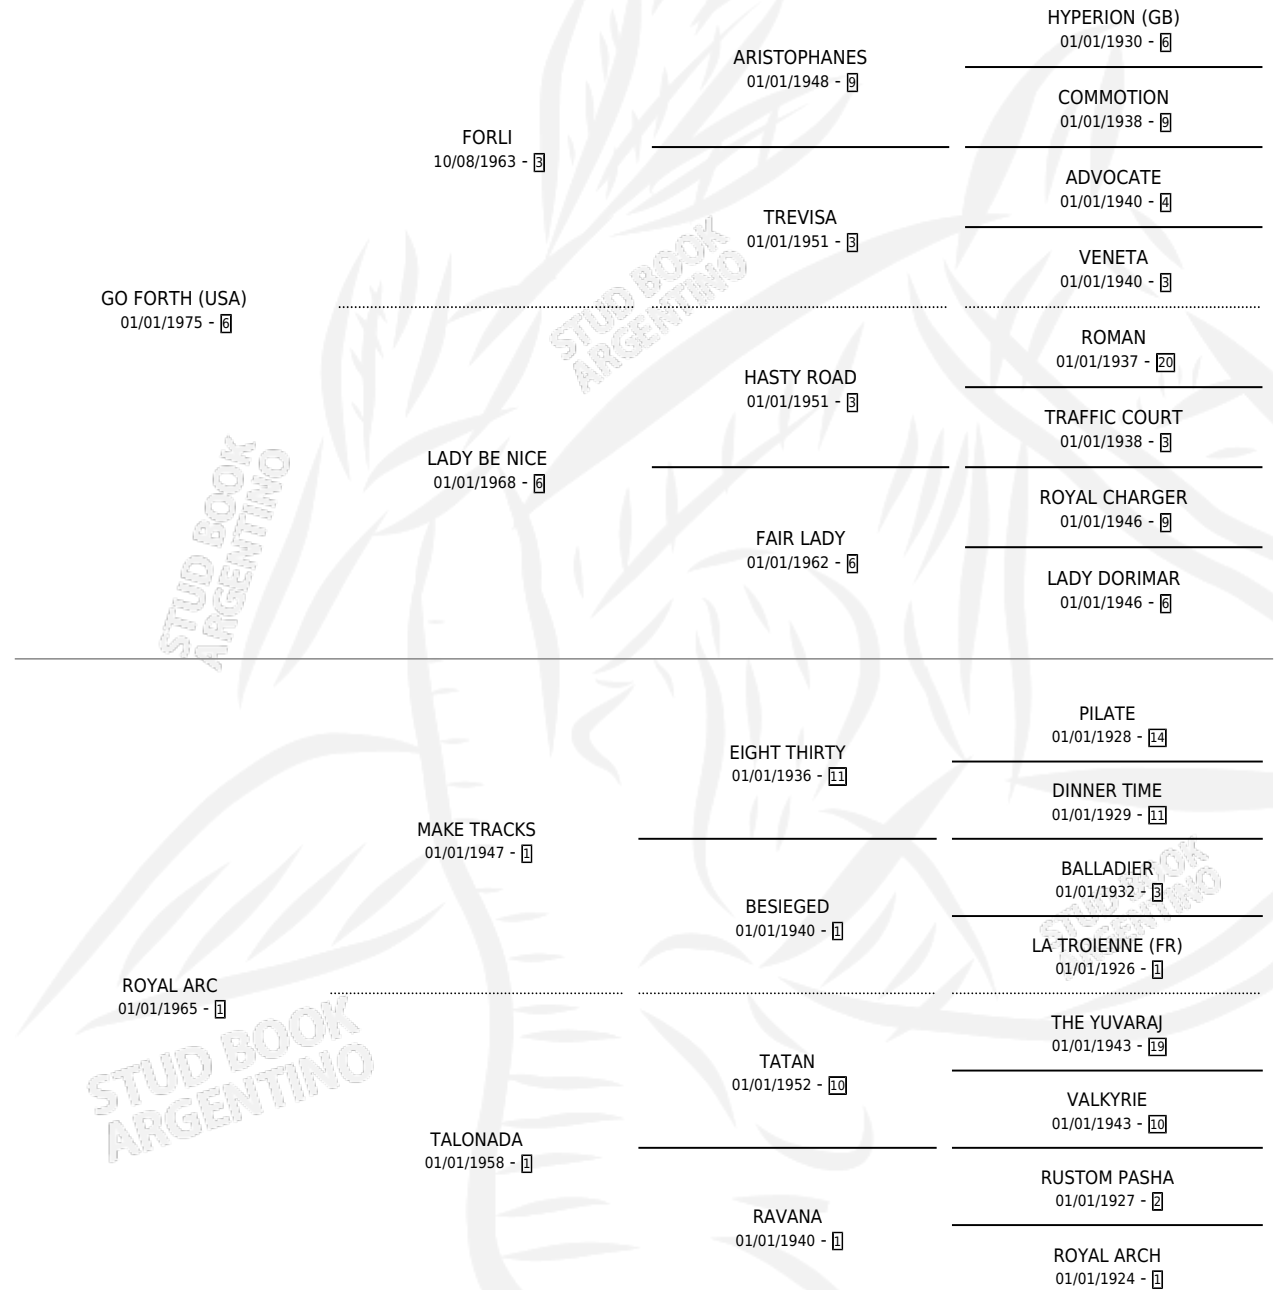 HYPERION (GB)
01/01/1930 - 6
ARISTOPHANES
01/01/1948 - 9
COMMOTION
01/01/1938 - 9
FORLI
10/08/1963 - 3
ADVOCATE
01/01/1940 - 4
TREVISA
01/01/1951 - 3
VENETA
01/01/1940 - 3
GO FORTH (USA)
01/01/1975 - 6
ROMAN
01/01/1937 - 20
HASTY ROAD
01/01/1951 - 3
TRAFFIC COURT
01/01/1938 - 3
LADY BE NICE
01/01/1968 - 6
ROYAL CHARGER
01/01/1946 - 9
FAIR LADY
01/01/1962 - 6
LADY DORIMAR
01/01/1946 - 6
STUD BOOK
ARGENTINO
STUD BOOK
ARGENTINO
PILATE
01/01/1928 - 14
EIGHT THIRTY
01/01/1936 - 11
DINNER TIME
01/01/1929 - 11
MAKE TRACKS
01/01/1947 - 1
BALLADIER
01/01/1932 - 3
BESIEGED
01/01/1940 - 1
LA TROIENNE (FR)
01/01/1926 - 1
ROYAL ARC
01/01/1965 - 1
THE YUVARAJ
01/01/1943 - 19
TATAN
01/01/1952 - 10
VALKYRIE
01/01/1943 - 10
TALONADA
01/01/1958 - 1
RUSTOM PASHA
01/01/1927 - 2
RAVANA
01/01/1940 - 1
ROYAL ARCH
01/01/1924 - 1
STUD BOOK
ARGENTINO
STUD BOOK
ARGENTINO